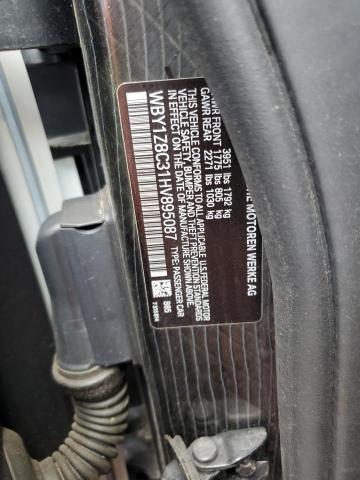 HE MOTOREN WERKE AG
3951 lbs 1792 kg
GAWR FRONT 1775 lbs 805 kg
GAWR REAR 2271 lbs 1030 kg
THIS VEHICLE CONFORMS TO ALL APPLICABLE U.S. FEDERAL MOTOR
VEHICLE SAFETY, BUMPER AND THEFT PREVENTION STANDARDS
IN EFFECT ON THE DATE OF MANUFACTURE SHOWN ABOVE.
WBY1Z8C31HV895087 TYPE: PASSENGER CAR
B85